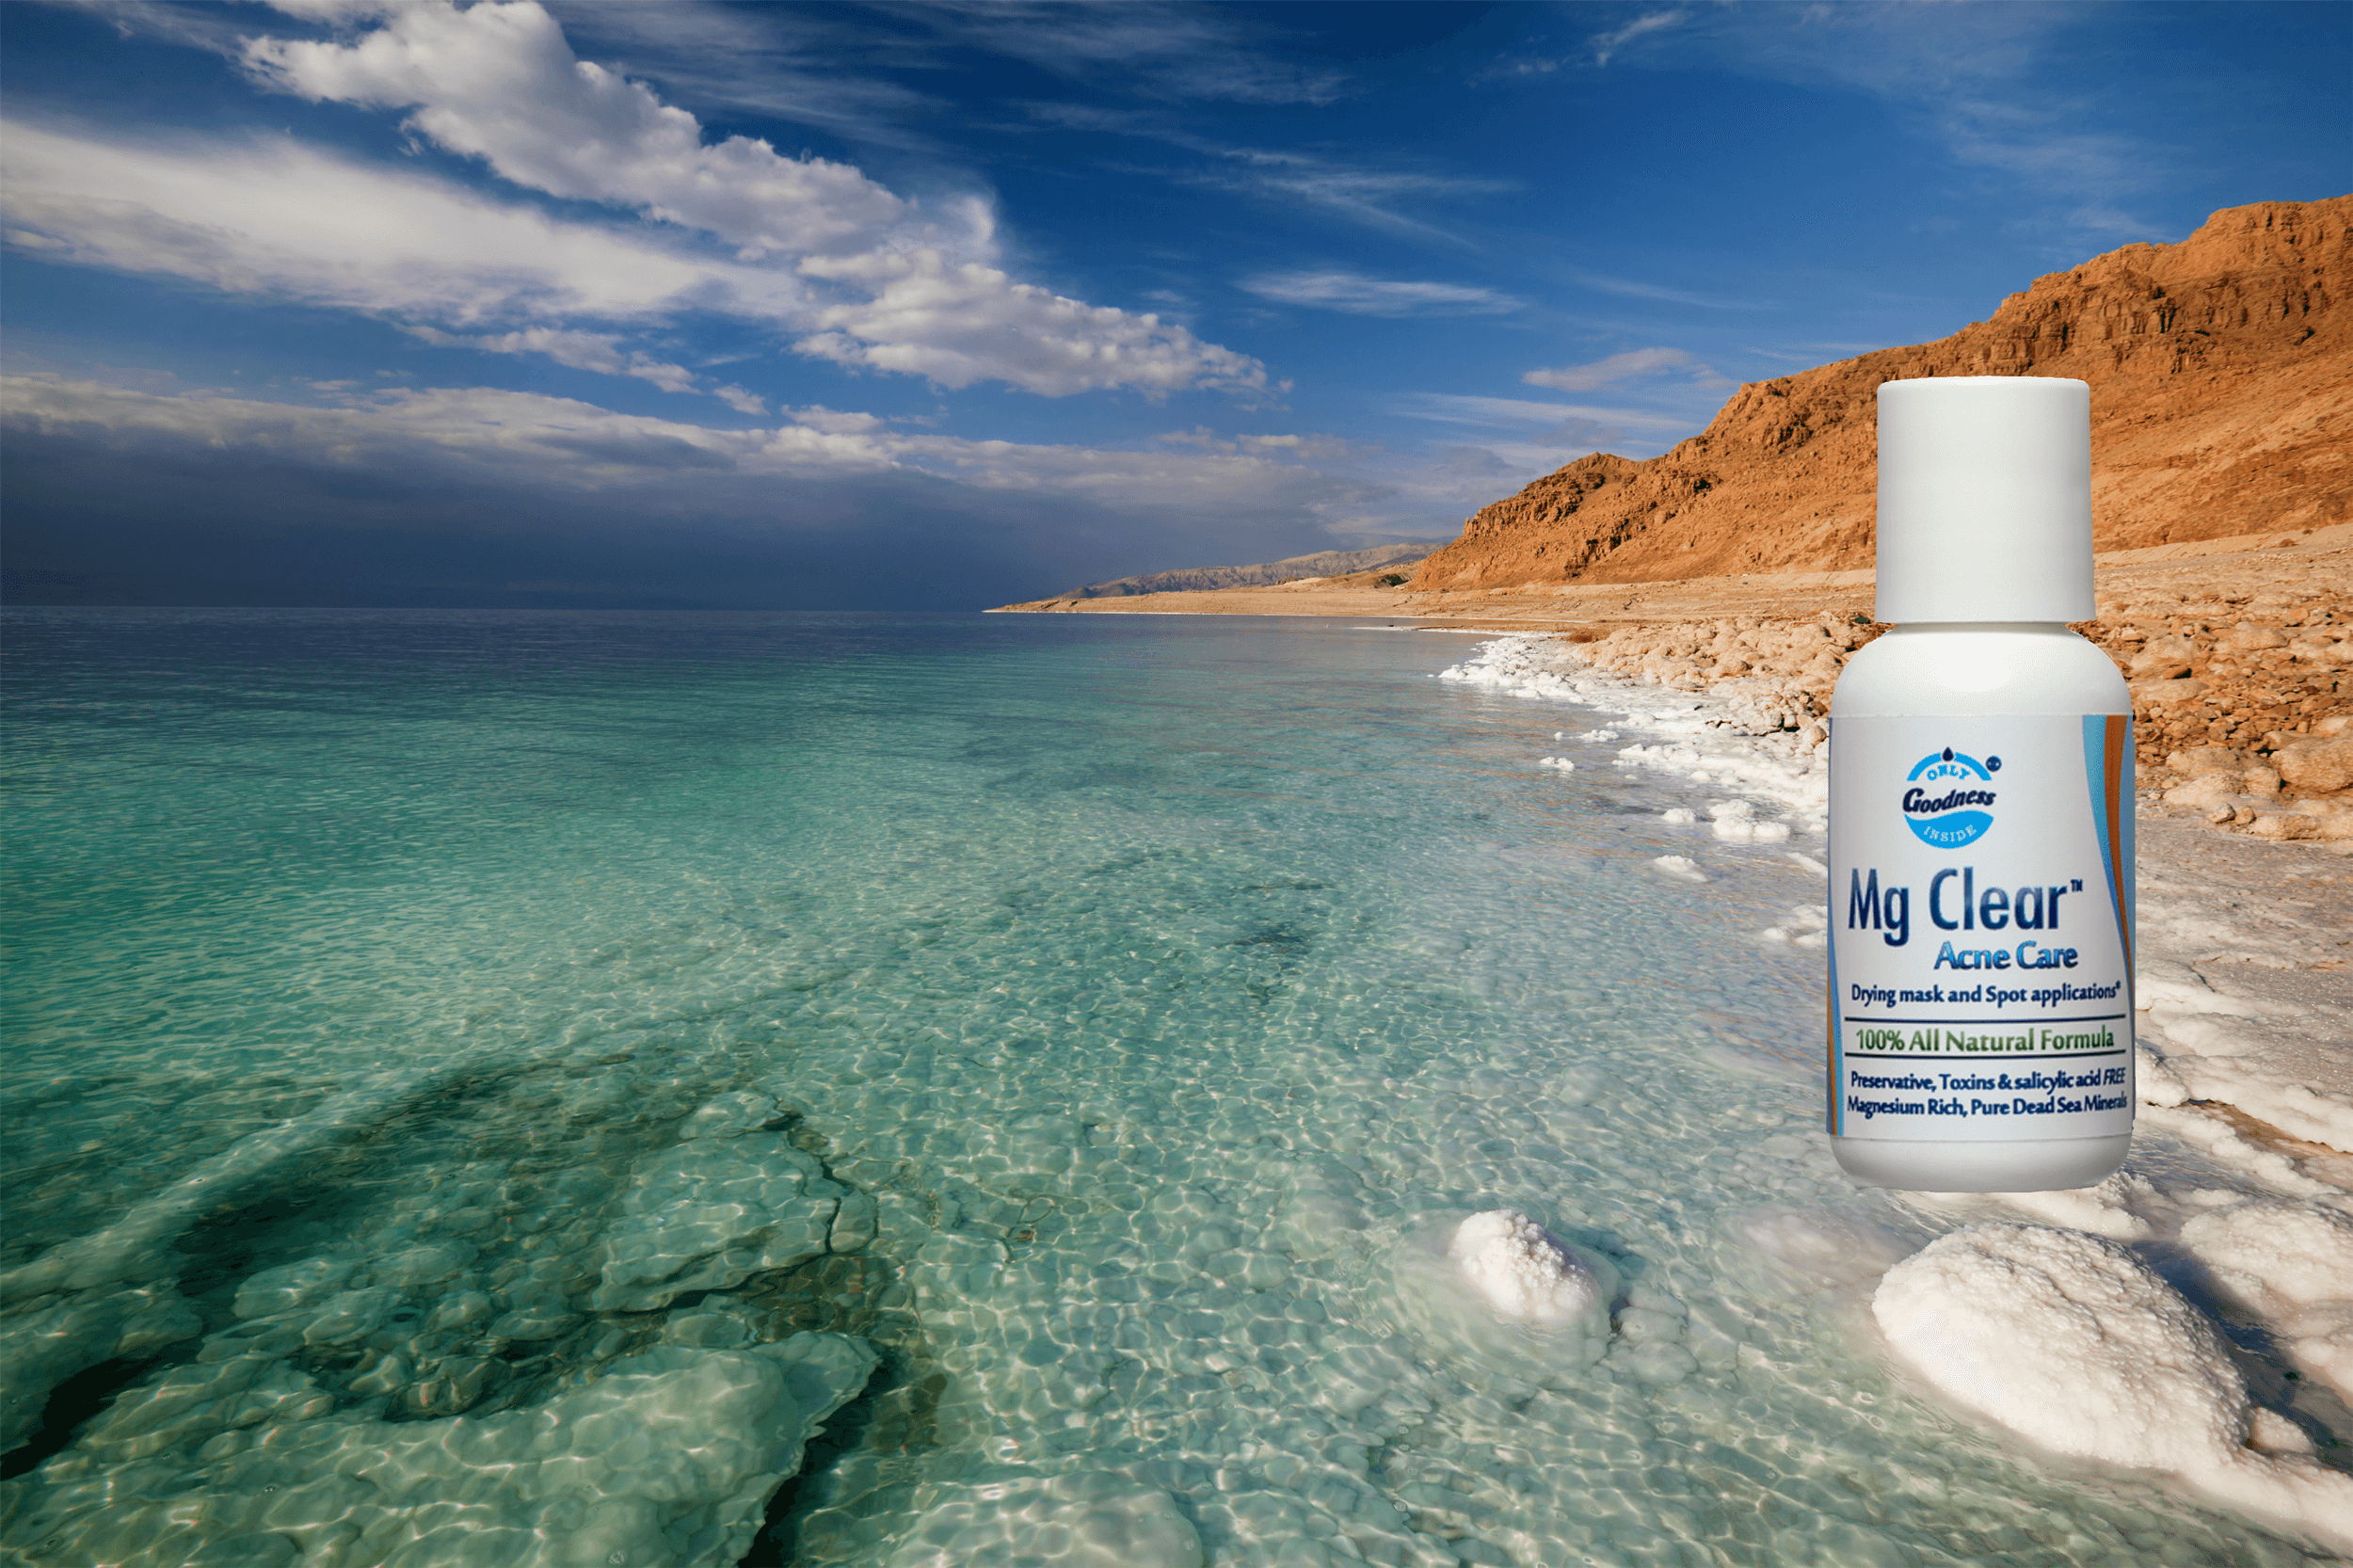 ONLY
Goodness
INSIDE
Mg Clear™
Acne Care
Drying mask and Spot applications*
100% All Natural Formula
Preservative, Toxins & salicylic acid FREE
Magnesium Rich, Pure Dead Sea Minerals